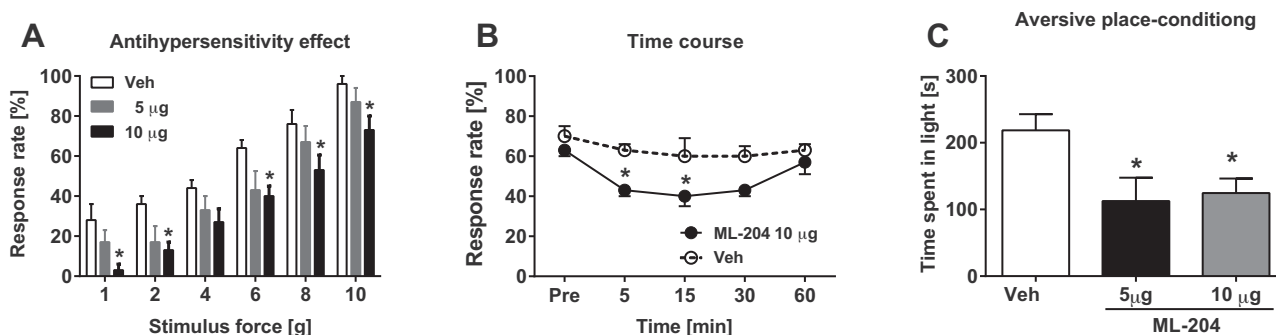 A
Antihypersensitivity effect
Response rate [%]
100
80
60
40
20
0
Veh
5 µg
10 µg
*
*
*
*
*
1 2 4 6 8 10
Stimulus force [g]
B
Time course
Response rate [%]
100
80
60
40
20
0
*
*
ML-204 10 µg
Veh
Pre 5 15 30 60
Time [min]
C
Aversive place-conditiong
Time spent in light [s]
300
200
100
0
*
*
Veh 5µg 10 µg
ML-204